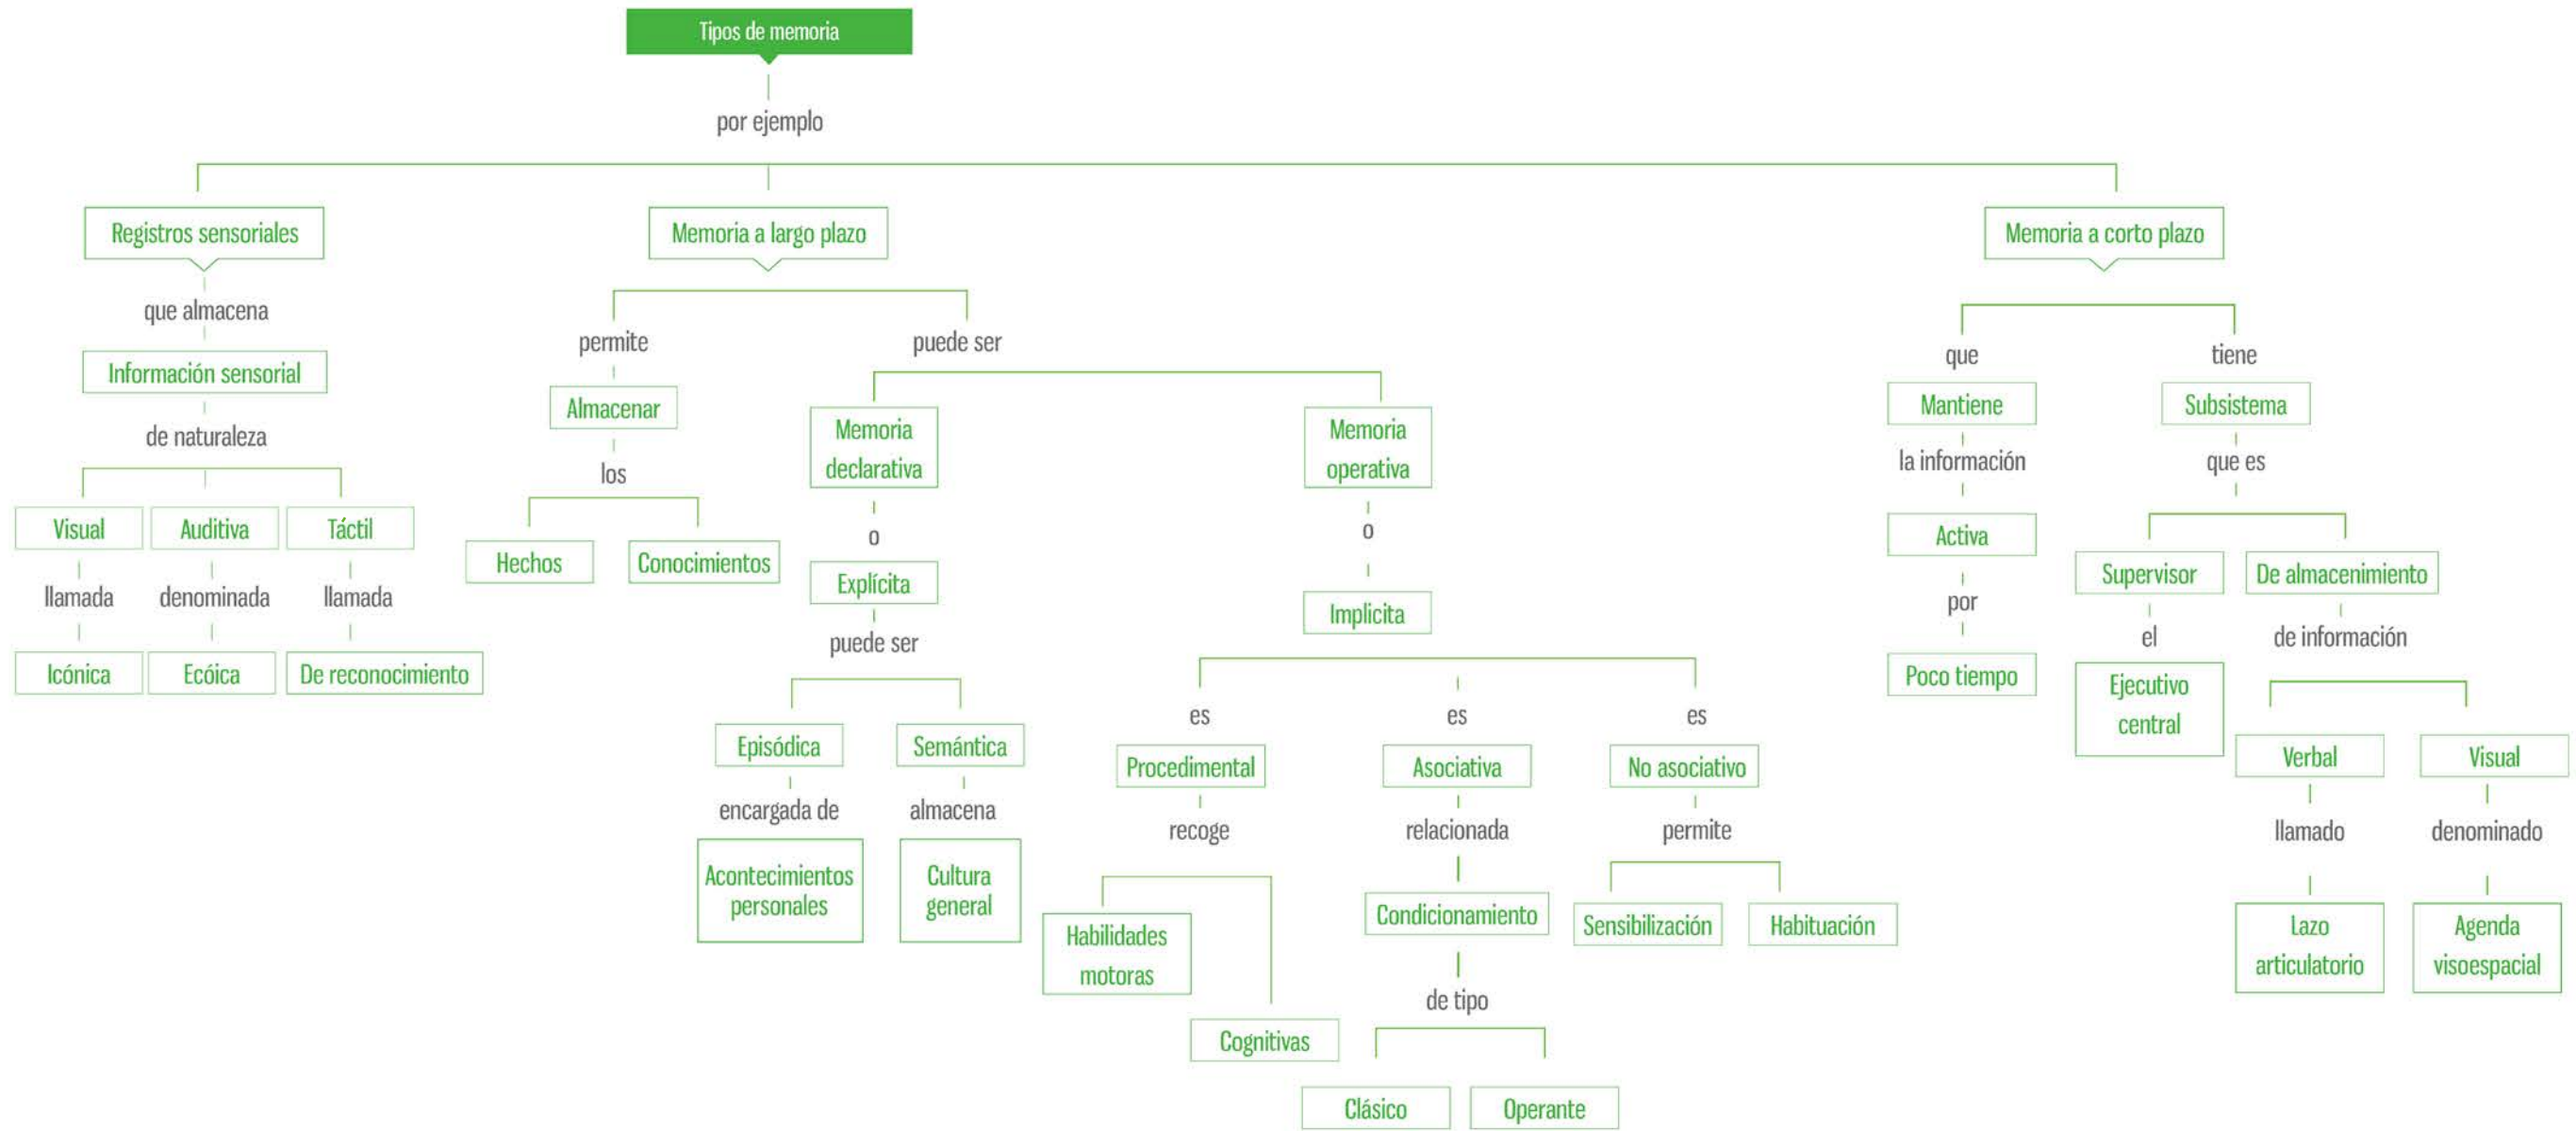 Tipos de memoria
por ejemplo
Registros sensoriales
Memoria a largo plazo
Memoria a corto plazo
que almacena
Información sensorial
de naturaleza
Visual
Auditiva
Táctil
llamada
denominada
llamada
Icónica
Ecóica
De reconocimiento
permite
puede ser
Almacenar
los
Hechos
Conocimientos
Memoria
declarativa
o
Explícita
puede ser
Episódica
Semántica
encargada de
almacena
Acontecimientos
personales
Cultura
general
Memoria
operativa
o
Implicita
es
es
es
Procedimental
Asociativa
No asociativo
recoge
relacionada
permite
Habilidades
motoras
Cognitivas
Condicionamiento
de tipo
Clásico
Operante
Sensibilización
Habituación
que
tiene
Mantiene
la información
Activa
por
Poco tiempo
Subsistema
que es
Supervisor
De almacenimiento
el
de información
Ejecutivo
central
Verbal
Visual
llamado
denominado
Lazo
articulatorio
Agenda
visoespacial